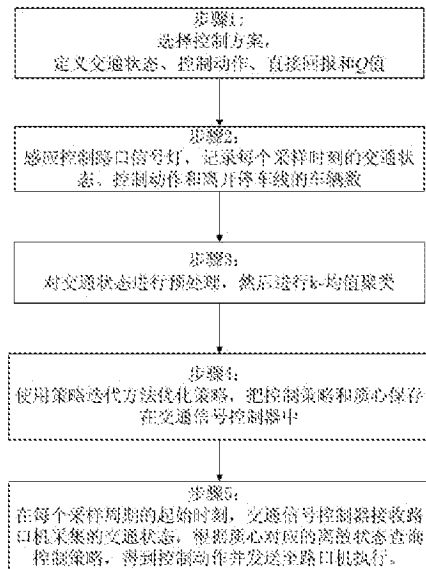 步骤1:
选择控制方案,
定义交通状态、控制动作、直接回报和Q值
步骤2:
感应控制路口信号灯，记录每个采样时刻的交通状
态、控制动作和离开停车线的车辆数
步骤3:
对交通状态进行预处理，然后进行k-均值聚类
步骤4:
使用策略迭代方法优化策略，把控制策略和质心保存
在交通信号控制器中
步骤5:
在每个采样周期的起始时刻，交通信号控制器接收路
口机采集的交通状态，根据质心对应的离散状态查询
控制策略，得到控制动作并发送至路口机执行。